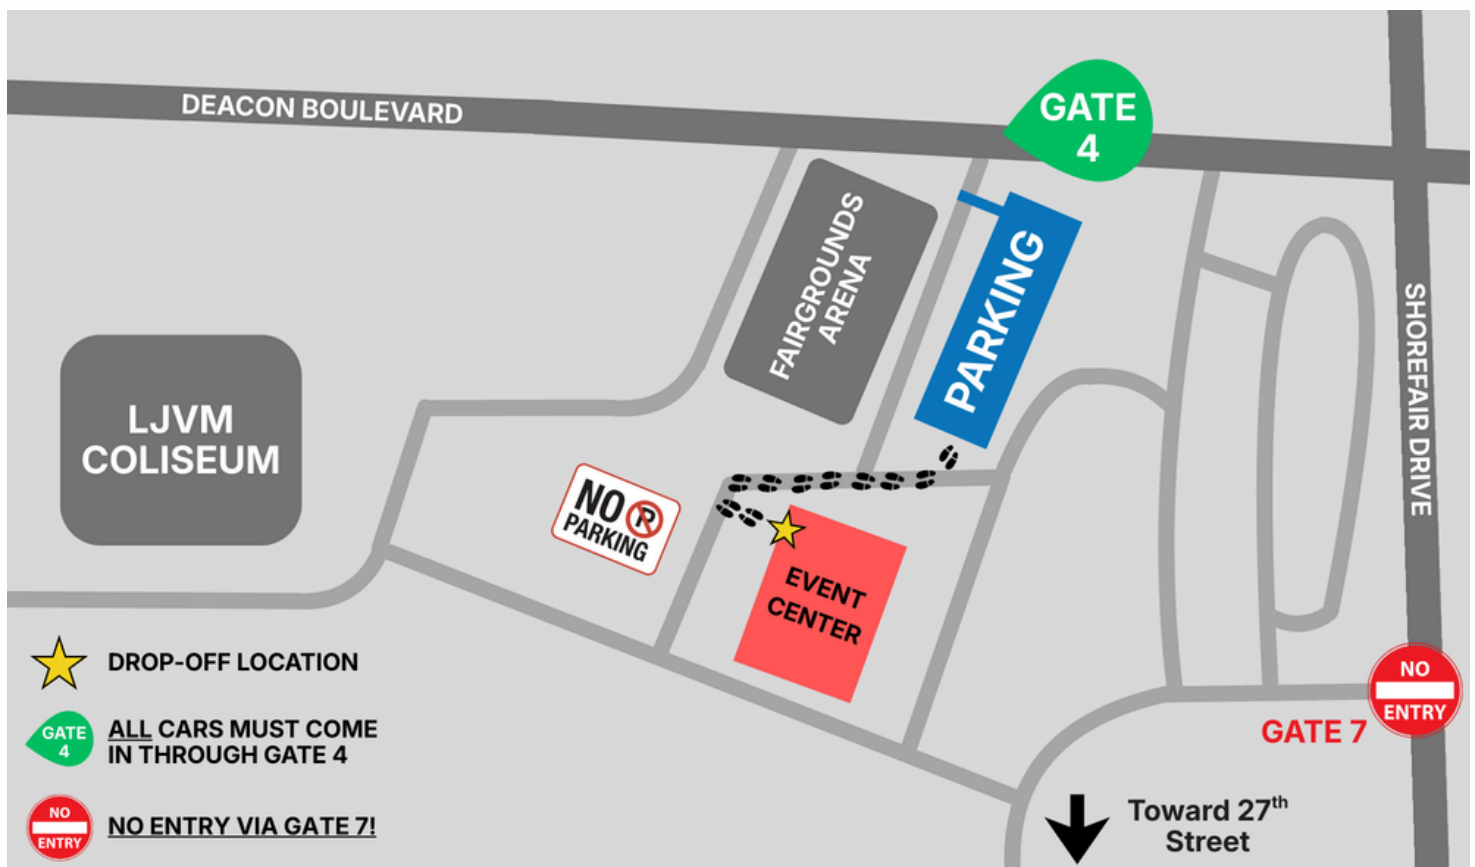 DEACON BOULEVARD
GATE
4
FAIRGROUNDS
ARENA
PARKING
SHOREFAIR DRIVE
LJVM
COLISEUM
NO P
PARKING
EVENT
CENTER
DROP-OFF LOCATION
GATE
4
ALL CARS MUST COME
IN THROUGH GATE 4
NO
ENTRY
NO ENTRY VIA GATE 7!
NO
ENTRY
GATE 7
Toward 27th
Street